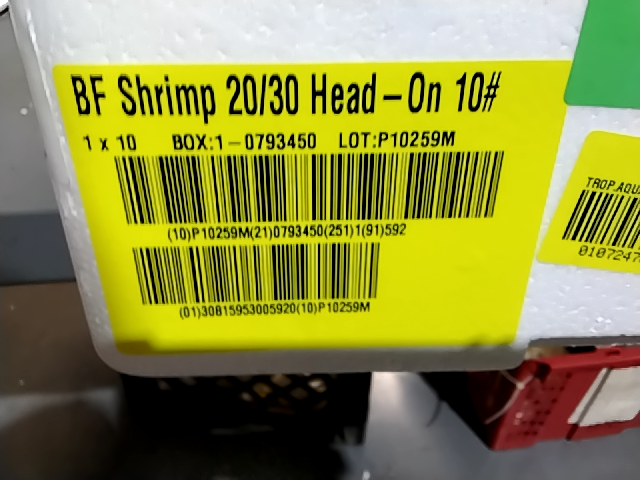 BF Shrimp 20/30 Head-On 10#
1 x 10 BOX:1-0793450 LOT:P10259M
(10)P10259M(21)0793450(251)1(91)592
(01)30815953005920(10)P10259M
TROP.AQU
0107247